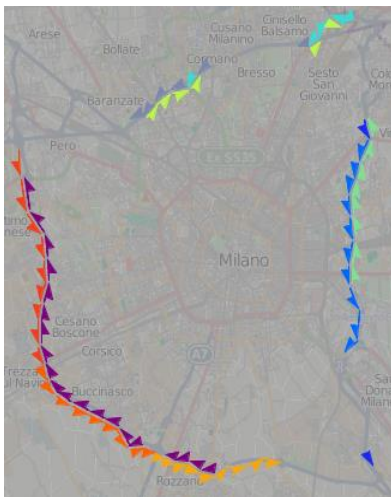 Arese
Cusano
Milanino
Cinisello
Balsamo
Bollate
Cormano
Bresso
Sesto
San
Giovanni
Baranzate
Pero
Milano
Cesano
Boscone
Corsico
A7
Buccinasco
Rozzano